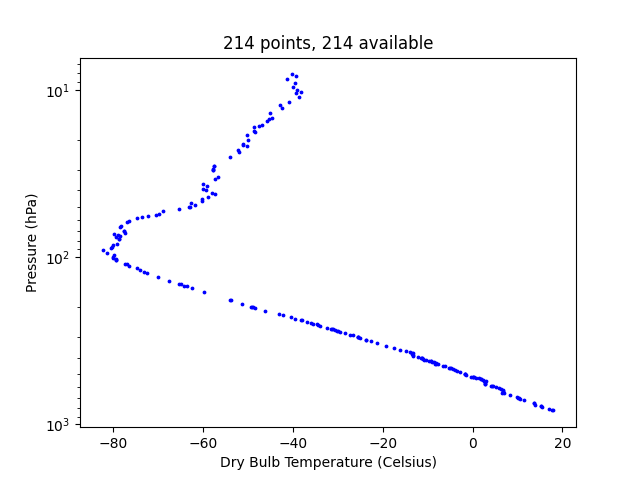 214 points, 214 available
10¹
10²
10³
Pressure (hPa)
−80 −60 −40 −20 0 20
Dry Bulb Temperature (Celsius)